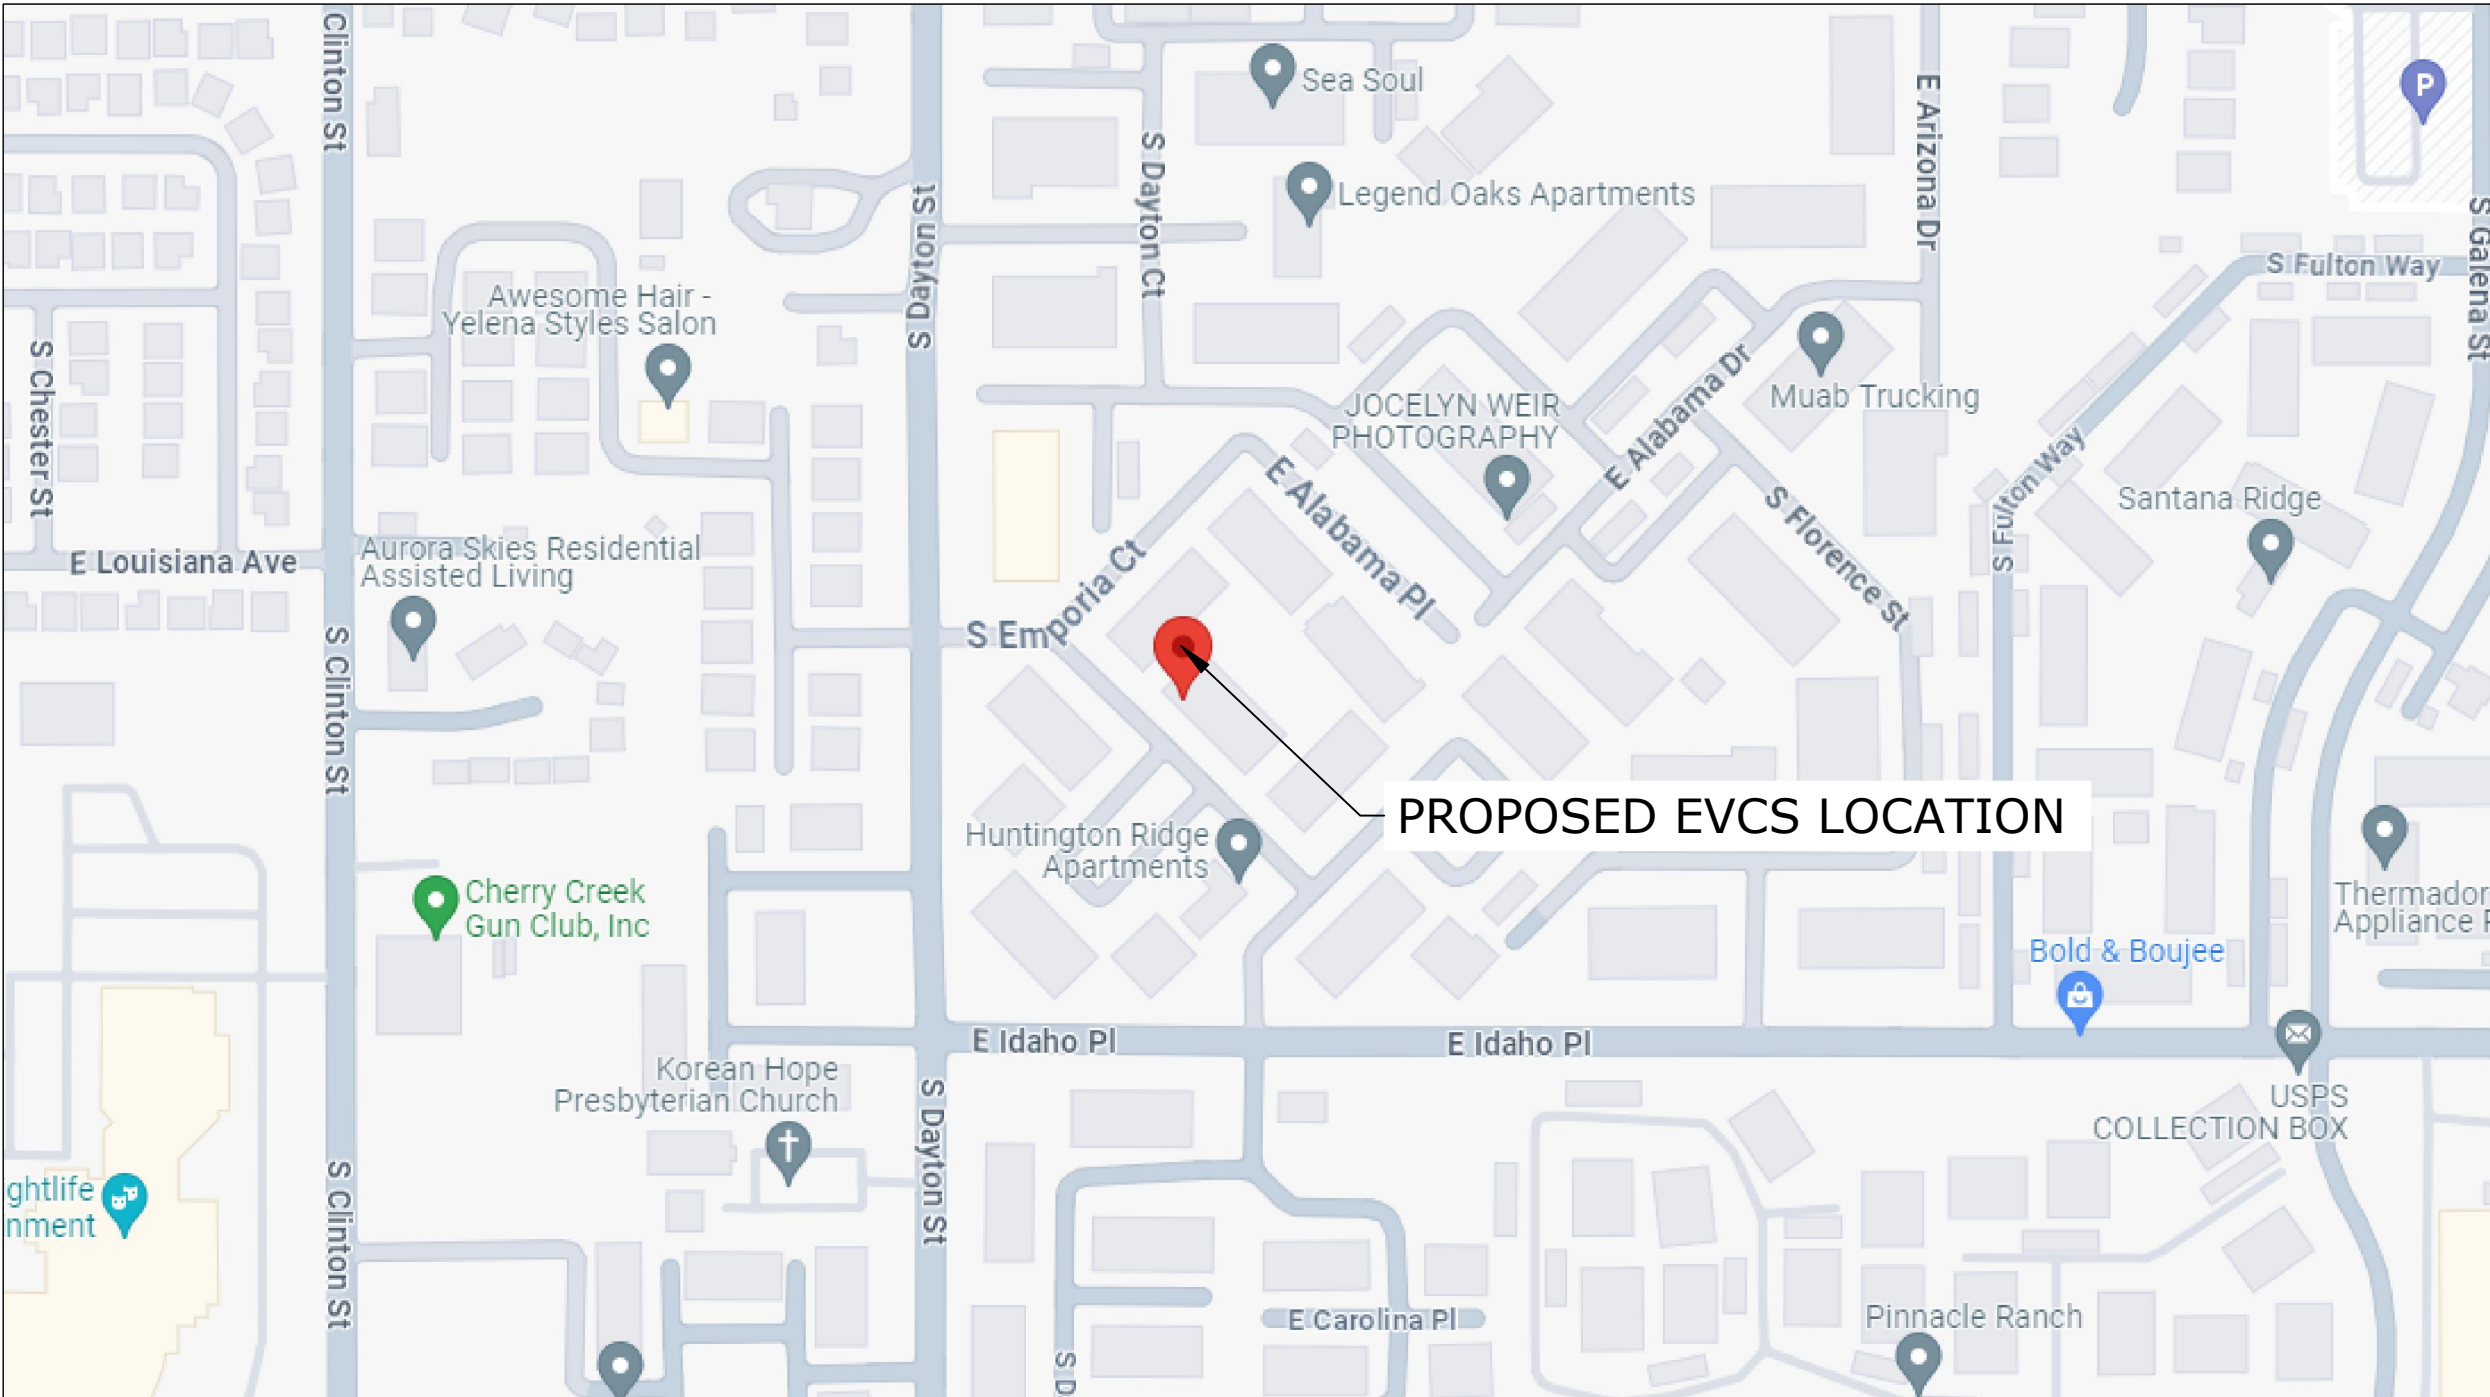 Clinton St
Sea Soul
P
E Arizona Dr
S Dayton Ct
Legend Oaks Apartments
S Dayton St
S Galena St
S Fulton Way
Awesome Hair -
Yelena Styles Salon
S Chester St
E Alabama Dr
Muab Trucking
JOCELYN WEIR
PHOTOGRAPHY
S Fulton Way
E Alabama Pl
S Florence St
Santana Ridge
E Louisiana Ave
Aurora Skies Residential
Assisted Living
S Emporia Ct
S Clinton St
PROPOSED EVCS LOCATION
Huntington Ridge
Apartments
Cherry Creek
Gun Club, Inc
Thermador
Appliance
Bold & Boujee
E Idaho Pl
E Idaho Pl
Korean Hope
Presbyterian Church
S Dayton St
USPS
COLLECTION BOX
S Clinton St
ghtlife
nment
E Carolina Pl
Pinnacle Ranch
S D